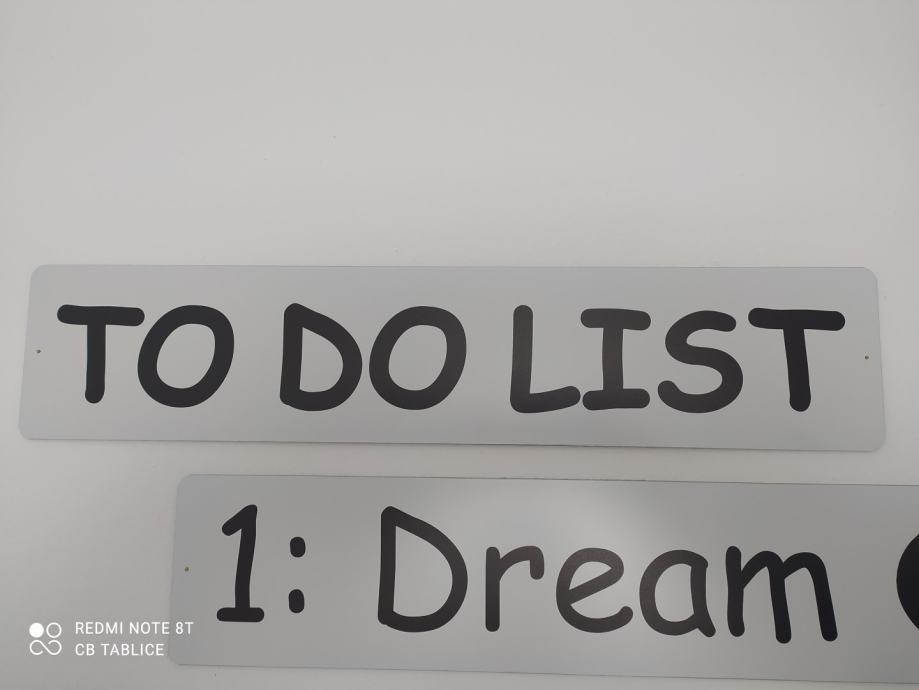 TO DO LIST
1: Dream
REDMI NOTE 8T
CB TABLICE